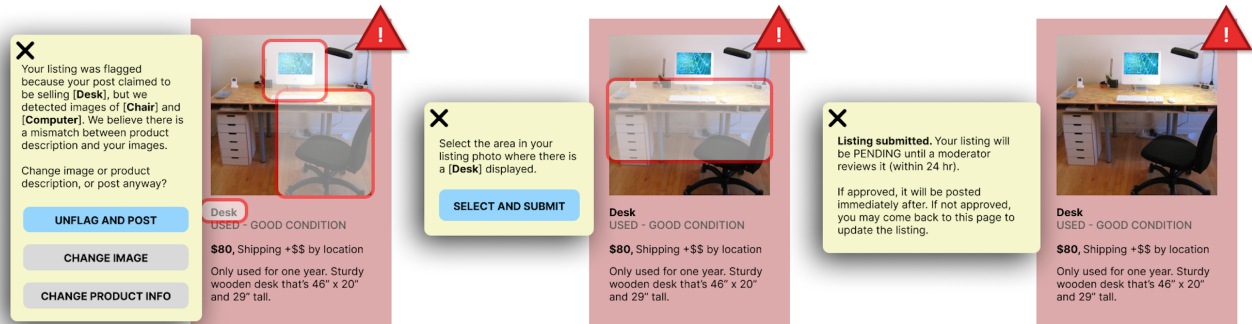 Your listing was flagged
because your post claimed to
be selling [Desk], but we
detected images of [Chair] and
[Computer]. We believe there is
a mismatch between product
description and your images.
Change image or product
description, or post anyway?
UNFLAG AND POST
CHANGE IMAGE
CHANGE PRODUCT INFO
!
Desk
USED - GOOD CONDITION
$80, Shipping +$$ by location
Only used for one year. Sturdy
wooden desk that's 46" x 20"
and 29" tall.
Select the area in your
listing photo where there is
a [Desk] displayed.
SELECT AND SUBMIT
!
Desk
USED - GOOD CONDITION
$80, Shipping +$$ by location
Only used for one year. Sturdy
wooden desk that's 46" x 20"
and 29" tall.
Listing submitted. Your listing will
be PENDING until a moderator
reviews it (within 24 hr).
If approved, it will be posted
immediately after. If not approved,
you may come back to this page to
update the listing.
!
Desk
USED - GOOD CONDITION
$80, Shipping +$$ by location
Only used for one year. Sturdy
wooden desk that's 46" x 20"
and 29" tall.